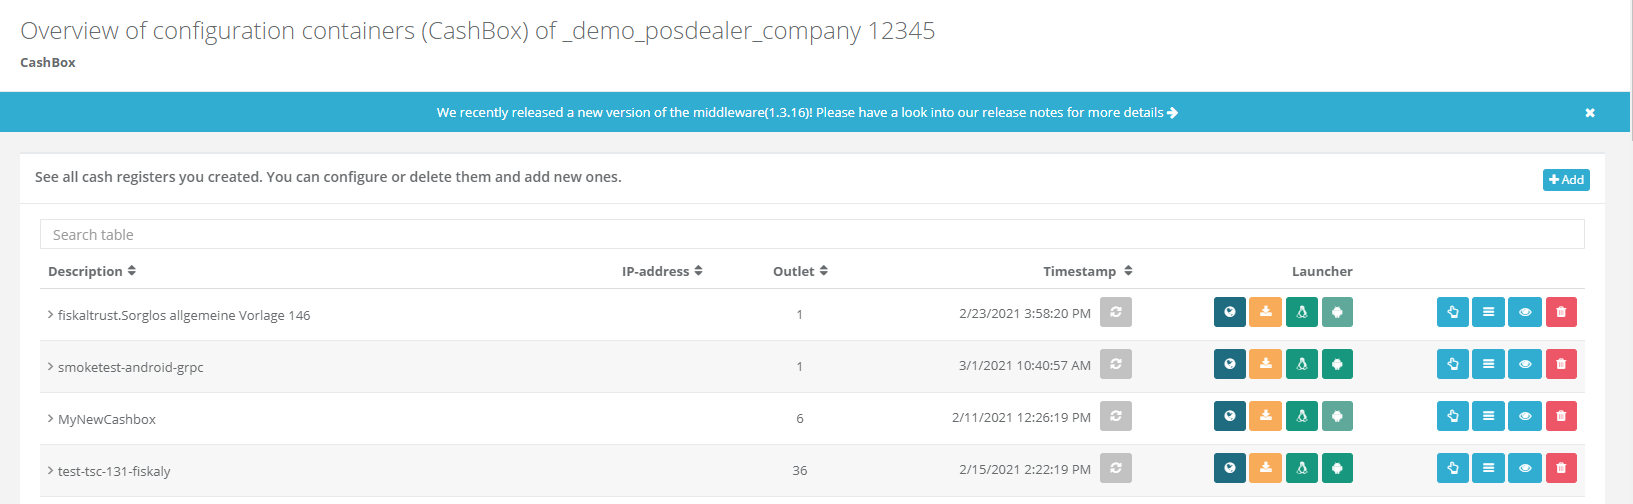 Overview of configuration containers (CashBox) of _demo_posdealer_company 12345
CashBox
We recently released a new version of the middleware(1.3.16)! Please have a look into our release notes for more details
See all cash registers you created. You can configure or delete them and add new ones.
Add
Search table
Description IP-address Outlet Timestamp Launcher
fiskaltrust.Sorglos allgemeine Vorlage 146 1 2/23/2021 3:58:20 PM
smoketest-android-grpc 1 3/1/2021 10:40:57 AM
MyNewCashbox 6 2/11/2021 12:26:19 PM
test-tsc-131-fiskaly 36 2/15/2021 2:22:19 PM